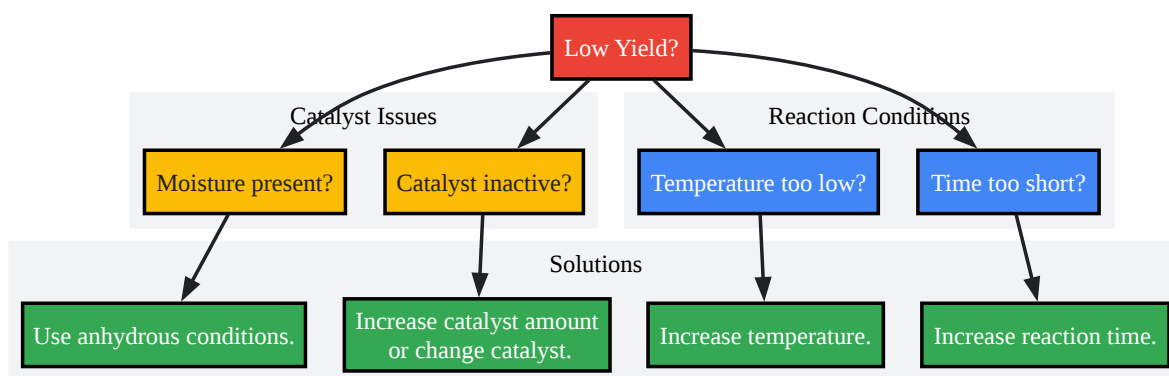 Low Yield?
Catalyst Issues
Reaction Conditions
Moisture present?
Catalyst inactive?
Temperature too low?
Time too short?
Solutions
Use anhydrous conditions.
Increase catalyst amount
or change catalyst.
Increase temperature.
Increase reaction time.